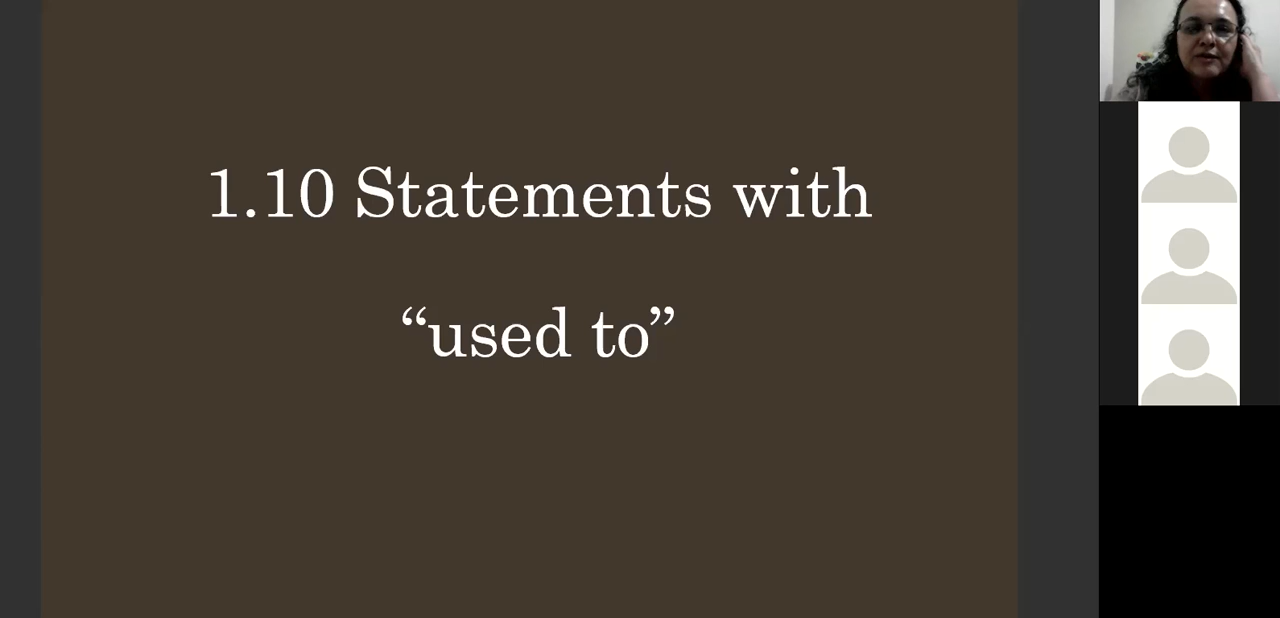 1.10 Statements with
“used to”